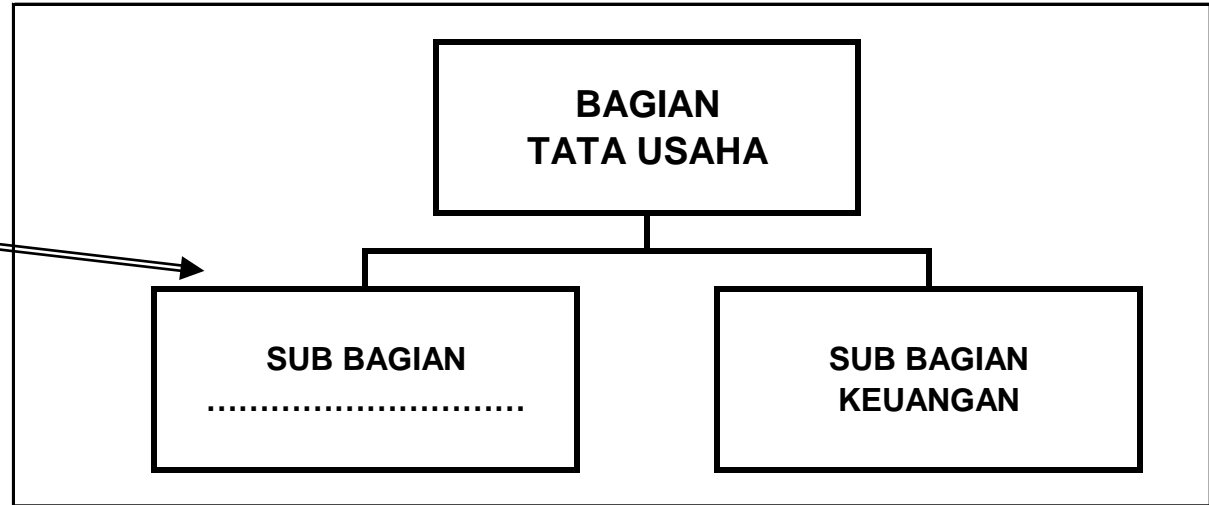 BAGIAN
TATA USAHA
SUB BAGIAN
..............................
SUB BAGIAN
KEUANGAN